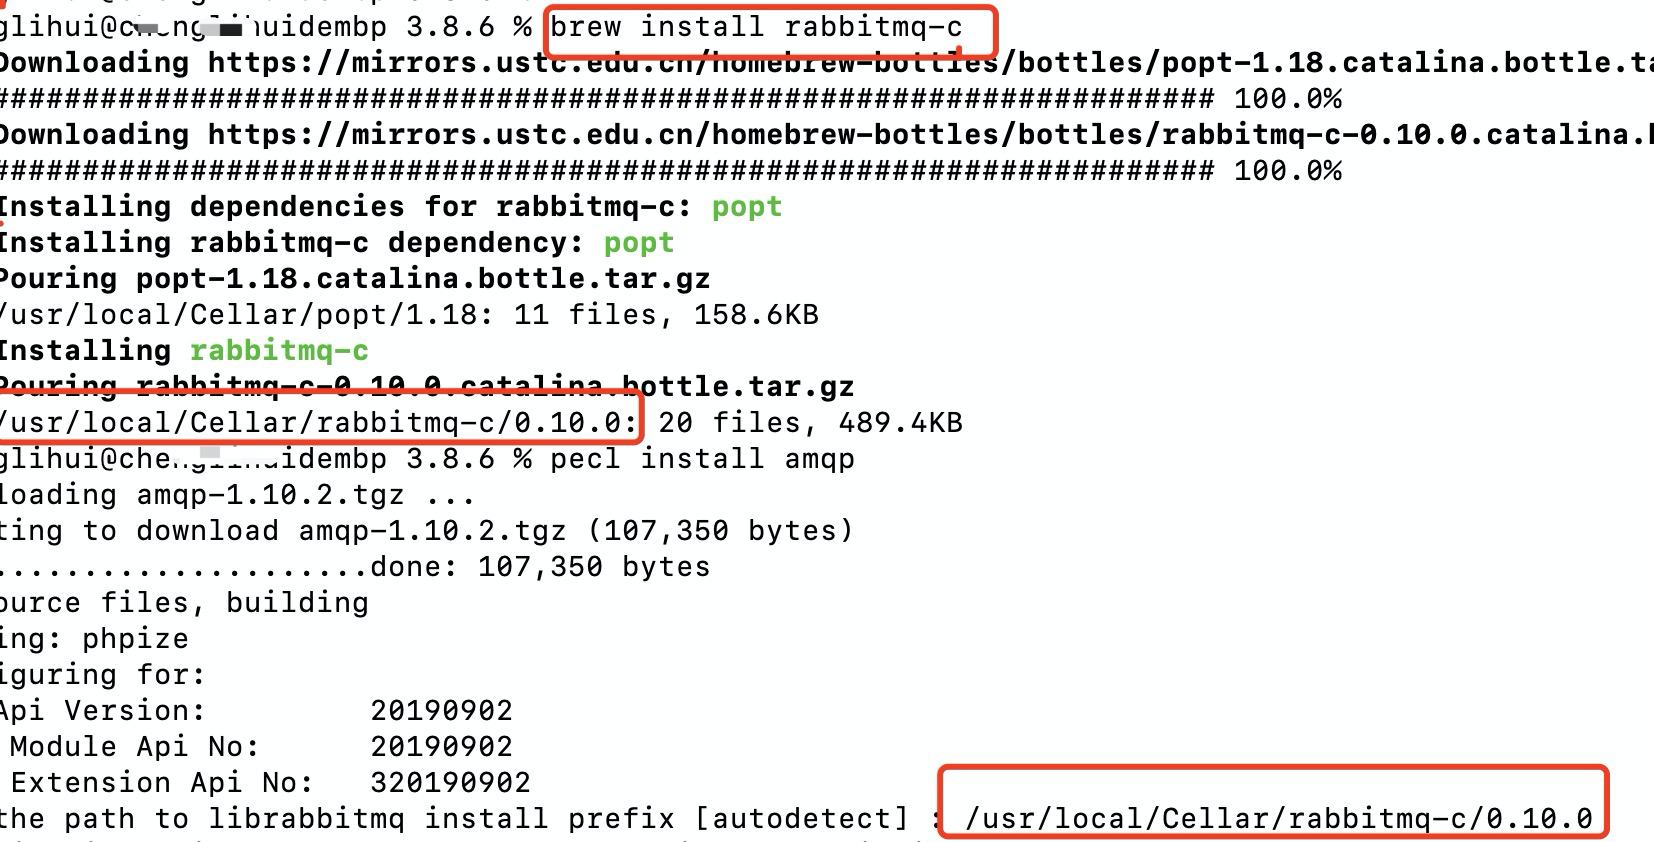 glihui@ch uidembp 3.8.6 % brew install rabbitmq-c
Downloading https://mirrors.ustc.edu.cn/homebrew-bottles/bottles/popt-1.18.catalina.bottle.ta
#################################################################### 100.0%
Downloading https://mirrors.ustc.edu.cn/homebrew-bottles/bottles/rabbitmq-c-0.10.0.catalina.b
#################################################################### 100.0%
Installing dependencies for rabbitmq-c: popt
Installing rabbitmq-c dependency: popt
Pouring popt-1.18.catalina.bottle.tar.gz
/usr/local/Cellar/popt/1.18: 11 files, 158.6KB
Installing rabbitmq-c
Pouring rabbitmq-c-0.10.0.catalina.bottle.tar.gz
/usr/local/Cellar/rabbitmq-c/0.10.0: 20 files, 489.4KB
glihui@chenglihuidembp 3.8.6 % pecl install amqp
loading amqp-1.10.2.tgz ...
ting to download amqp-1.10.2.tgz (107,350 bytes)
.....................done: 107,350 bytes
ource files, building
ing: phpize
iguring for:
Api Version: 20190902
Module Api No: 20190902
Extension Api No: 320190902
the path to librabbitmq install prefix [autodetect] : /usr/local/Cellar/rabbitmq-c/0.10.0